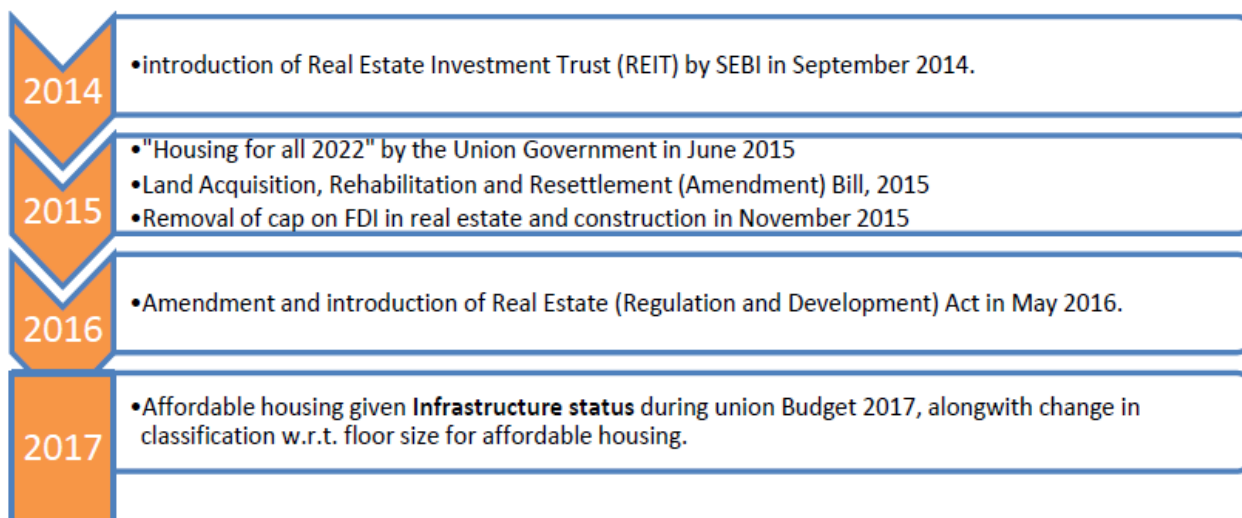 2014
•introduction of Real Estate Investment Trust (REIT) by SEBI in September 2014.
2015
•"Housing for all 2022" by the Union Government in June 2015
•Land Acquisition, Rehabilitation and Resettlement (Amendment) Bill, 2015
•Removal of cap on FDI in real estate and construction in November 2015
2016
•Amendment and introduction of Real Estate (Regulation and Development) Act in May 2016.
2017
•Affordable housing given Infrastructure status during union Budget 2017, alongwith change in
classification w.r.t. floor size for affordable housing.